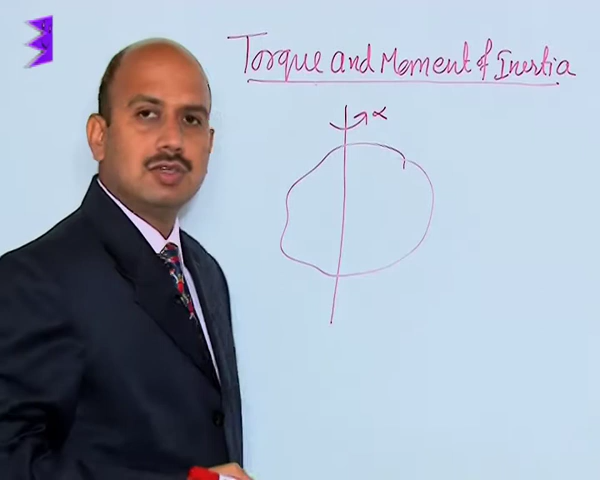 Torque and Moment of Inertia
α